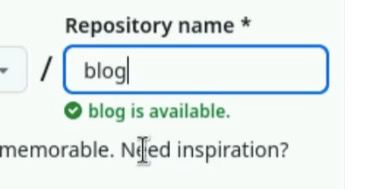 Repository name *
/ blog
blog is available.
memorable. Need inspiration?